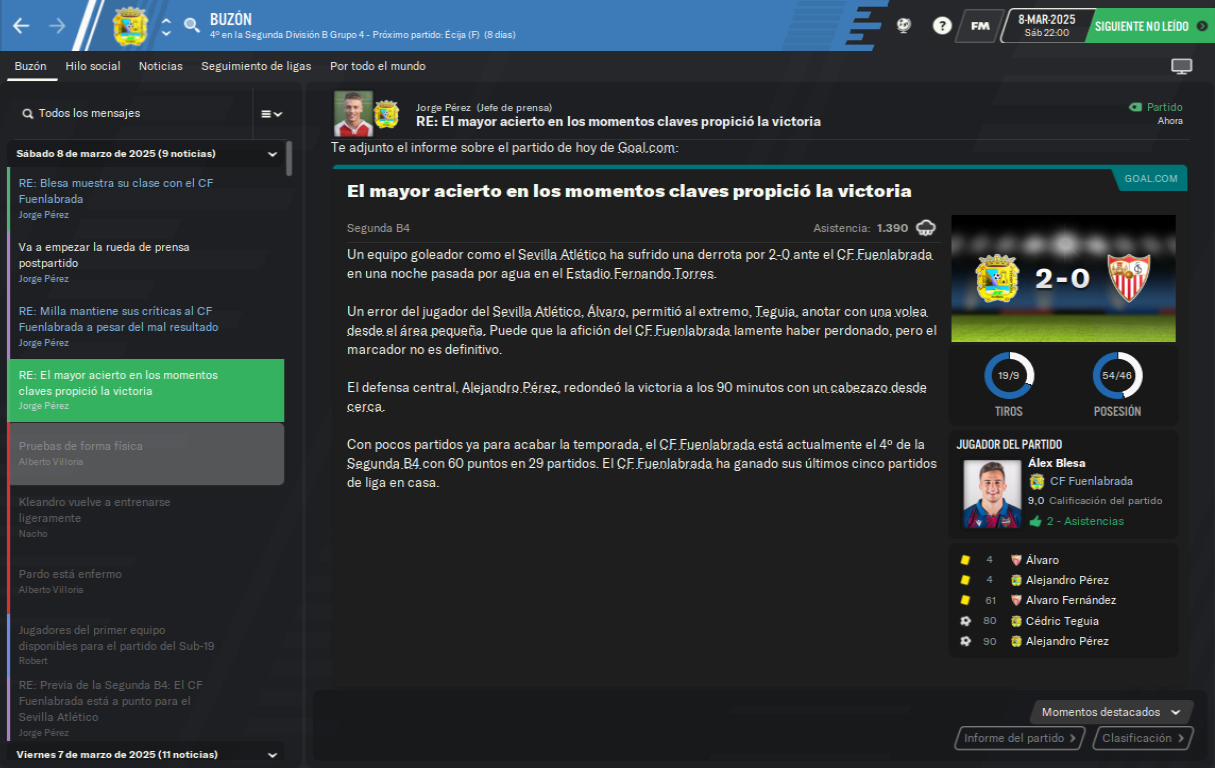 BUZÓN
4º en la Segunda División B Grupo 4 - Próximo partido: Écija (F) (8 días)
?
FM
8-MAR-2025
Sáb 22:00
SIGUIENTE NO LEÍDO
Buzón
Hilo social
Noticias
Seguimiento de ligas
Por todo el mundo
Todos los mensajes
Sábado 8 de marzo de 2025 (9 noticias)
RE: Blesa muestra su clase con el CF
Fuenlabrada
Jorge Pérez
Va a empezar la rueda de prensa
postpartido
Jorge Pérez
RE: Milla mantiene sus críticas al CF
Fuenlabrada a pesar del mal resultado
Jorge Pérez
RE: El mayor acierto en los momentos
claves propició la victoria
Jorge Pérez
Pruebas de forma física
Alberto Villoria
Kleandro vuelve a entrenarse
ligeramente
Nacho
Pardo está enfermo
Alberto Villoria
Jugadores del primer equipo
disponibles para el partido del Sub-19
Robert
RE: Previa de la Segunda B4: El CF
Fuenlabrada está a punto para el
Sevilla Atlético
Jorge Pérez
Viernes 7 de marzo de 2025 (11 noticias)
Jorge Pérez (Jefe de prensa)
RE: El mayor acierto en los momentos claves propició la victoria
Partido
Ahora
Te adjunto el informe sobre el partido de hoy de Goal.com:
GOAL.COM
El mayor acierto en los momentos claves propició la victoria
Segunda B4
Asistencia: 1.390
Un equipo goleador como el Sevilla Atlético ha sufrido una derrota por 2-0 ante el CF Fuenlabrada
en una noche pasada por agua en el Estadio Fernando Torres.
Un error del jugador del Sevilla Atlético, Álvaro, permitió al extremo, Teguia, anotar con una volea
desde el área pequeña. Puede que la afición del CF Fuenlabrada lamente haber perdonado, pero el
marcador no es definitivo.
El defensa central, Alejandro Pérez, redondeó la victoria a los 90 minutos con un cabezazo desde
cerca.
Con pocos partidos ya para acabar la temporada, el CF Fuenlabrada está actualmente el 4º de la
Segunda B4 con 60 puntos en 29 partidos. El CF Fuenlabrada ha ganado sus últimos cinco partidos
de liga en casa.
2-0
19/9
TIROS
54/46
POSESIÓN
JUGADOR DEL PARTIDO
Álex Blesa
CF Fuenlabrada
9,0 Calificación del partido
2 - Asistencias
4 Álvaro
4 Alejandro Pérez
61 Alvaro Fernández
80 Cédric Teguia
90 Alejandro Pérez
Momentos destacados
Informe del partido
Clasificación